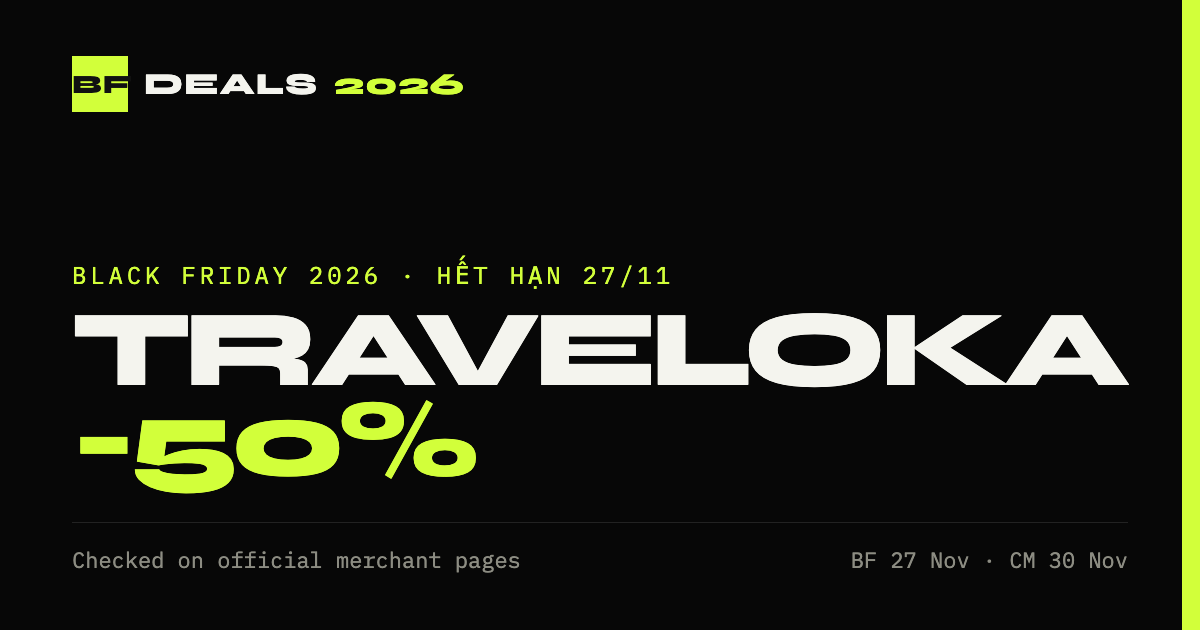 BF DEALS 2026
BLACK FRIDAY 2026 · HẾT HẠN 27/11
TRAVELOKA
-50%
Checked on official merchant pages
BF 27 Nov · CM 30 Nov